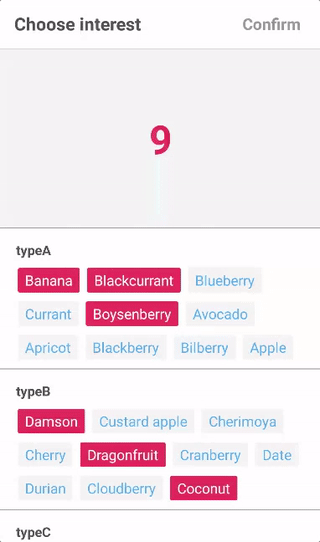 Choose interest Confirm
9
typeA
Banana Blackcurrant Blueberry
Currant Boysenberry Avocado
Apricot Blackberry Bilberry Apple
typeB
Damson Custard apple Cherimoya
Cherry Dragonfruit Cranberry Date
Durian Cloudberry Coconut
typeC